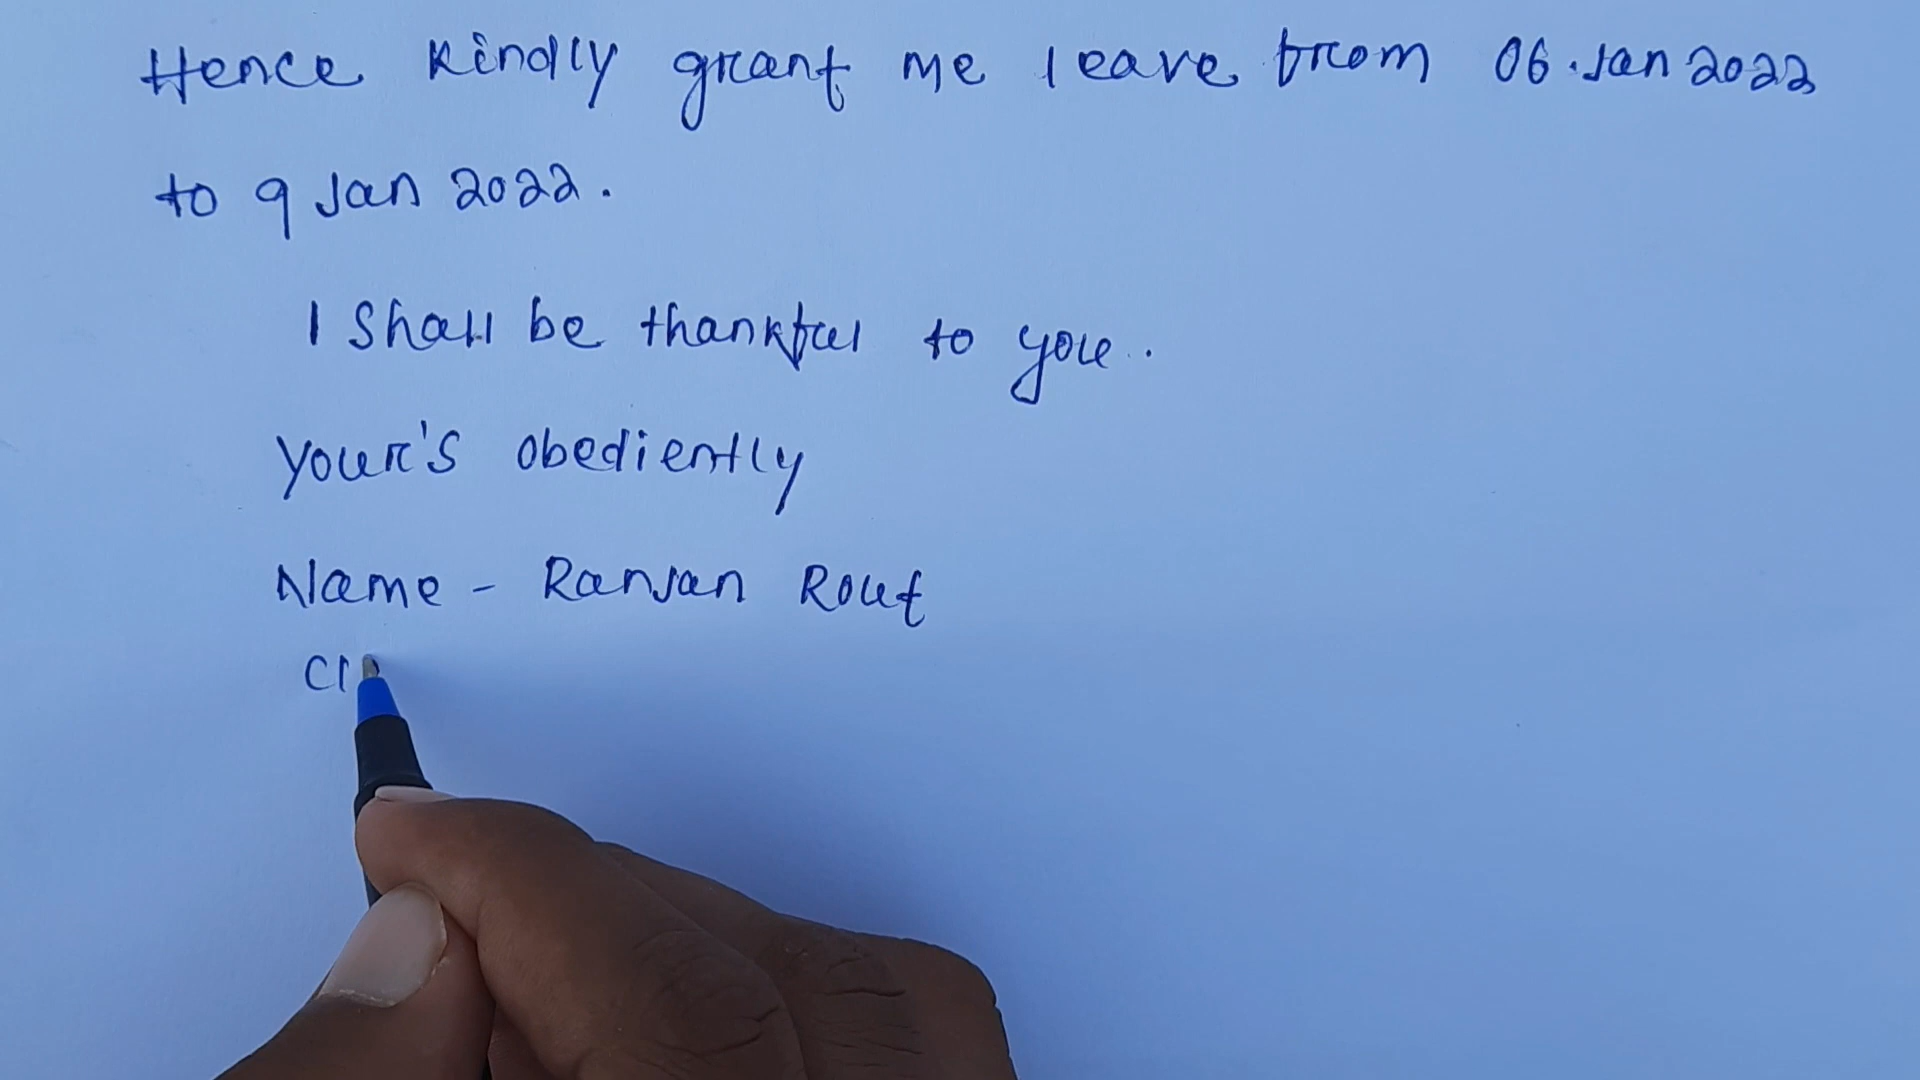 Hence Kindly grant me leave from 06.Jan 2022
to 9 Jan 2022.
I Shall be thankful to you..
Your's obediently
Name - Ranjan Rout
Cl